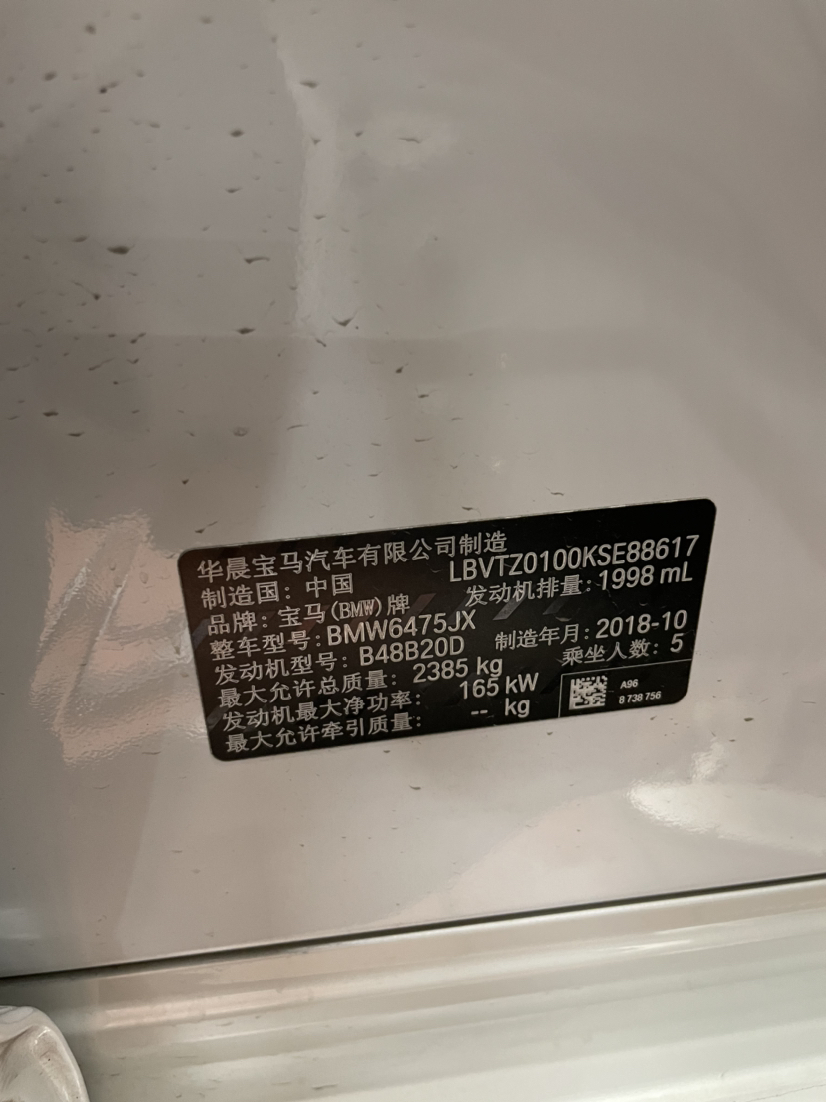 华晨宝马汽车有限公司制造
制造国：中国 LBVTZ0100KSE88617
品牌：宝马(BMW)牌 发动机排量：1998 mL
整车型号：BMW6475JX
发动机型号：B48B20D 制造年月：2018-10
最大允许总质量：2385 kg 乘坐人数：5
发动机最大净功率：165 kW
最大允许牵引质量：-- kg
A96
8 738 756